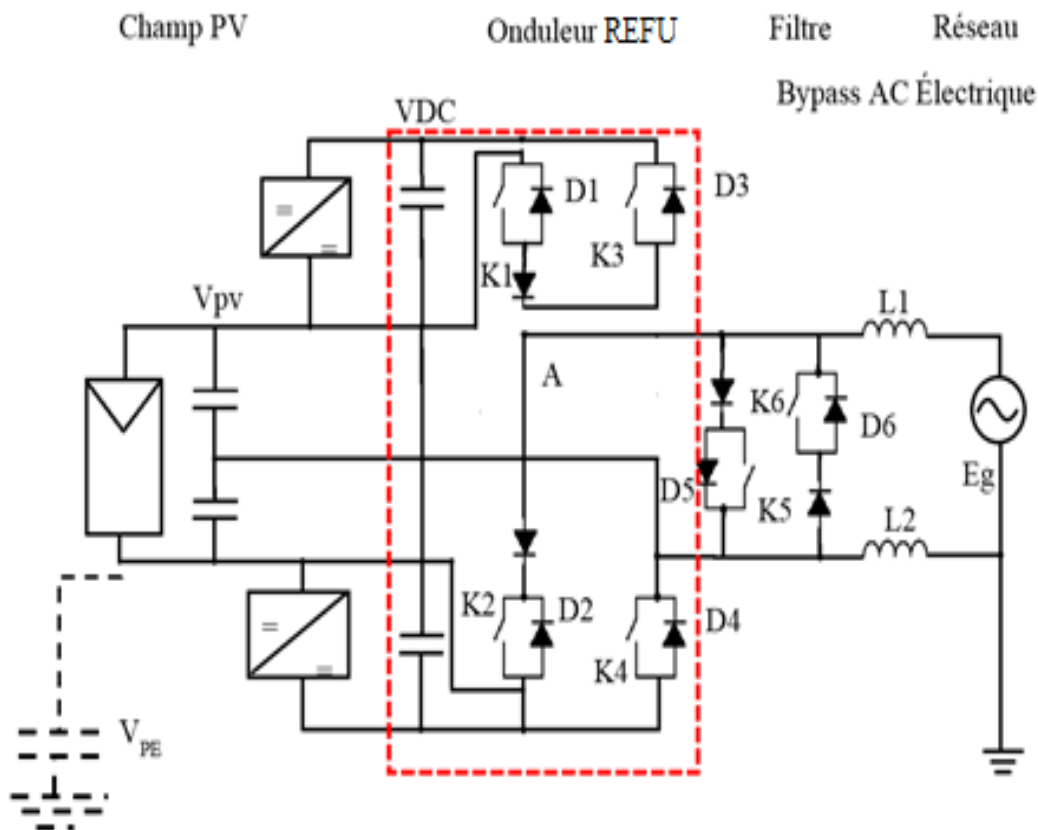 Champ PV
Onduleur REFU
Filtre
Réseau
Bypass AC Électrique
VDC
D1
D3
K1
K3
Vpv
L1
A
K6
D6
D5
K5
Eg
L2
K2
D2
K4
D4
V_PE